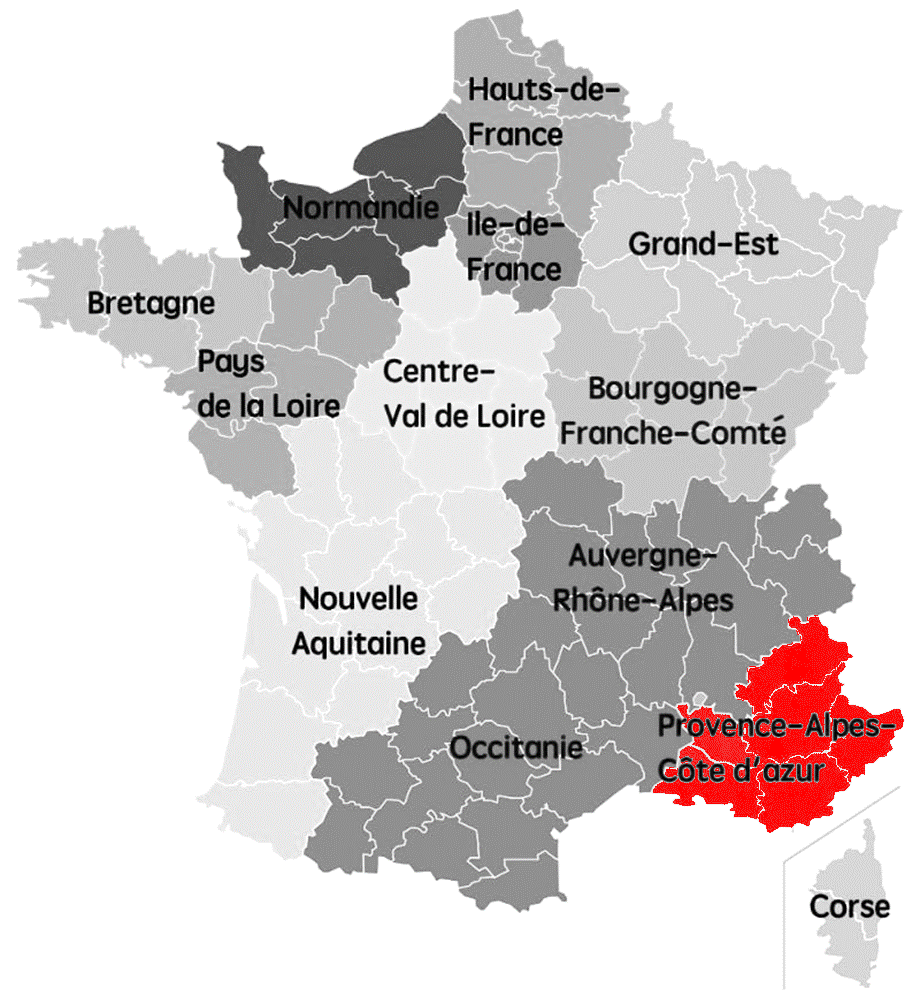 Hauts-de-
France
Normandie
Ile-de-
France
Grand-Est
Bretagne
Pays
de la Loire
Centre-
Val de Loire
Bourgogne-
Franche-Comté
Auvergne-
Rhône-Alpes
Nouvelle
Aquitaine
Occitanie
Provence-Alpes-
Côte d'azur
Corse